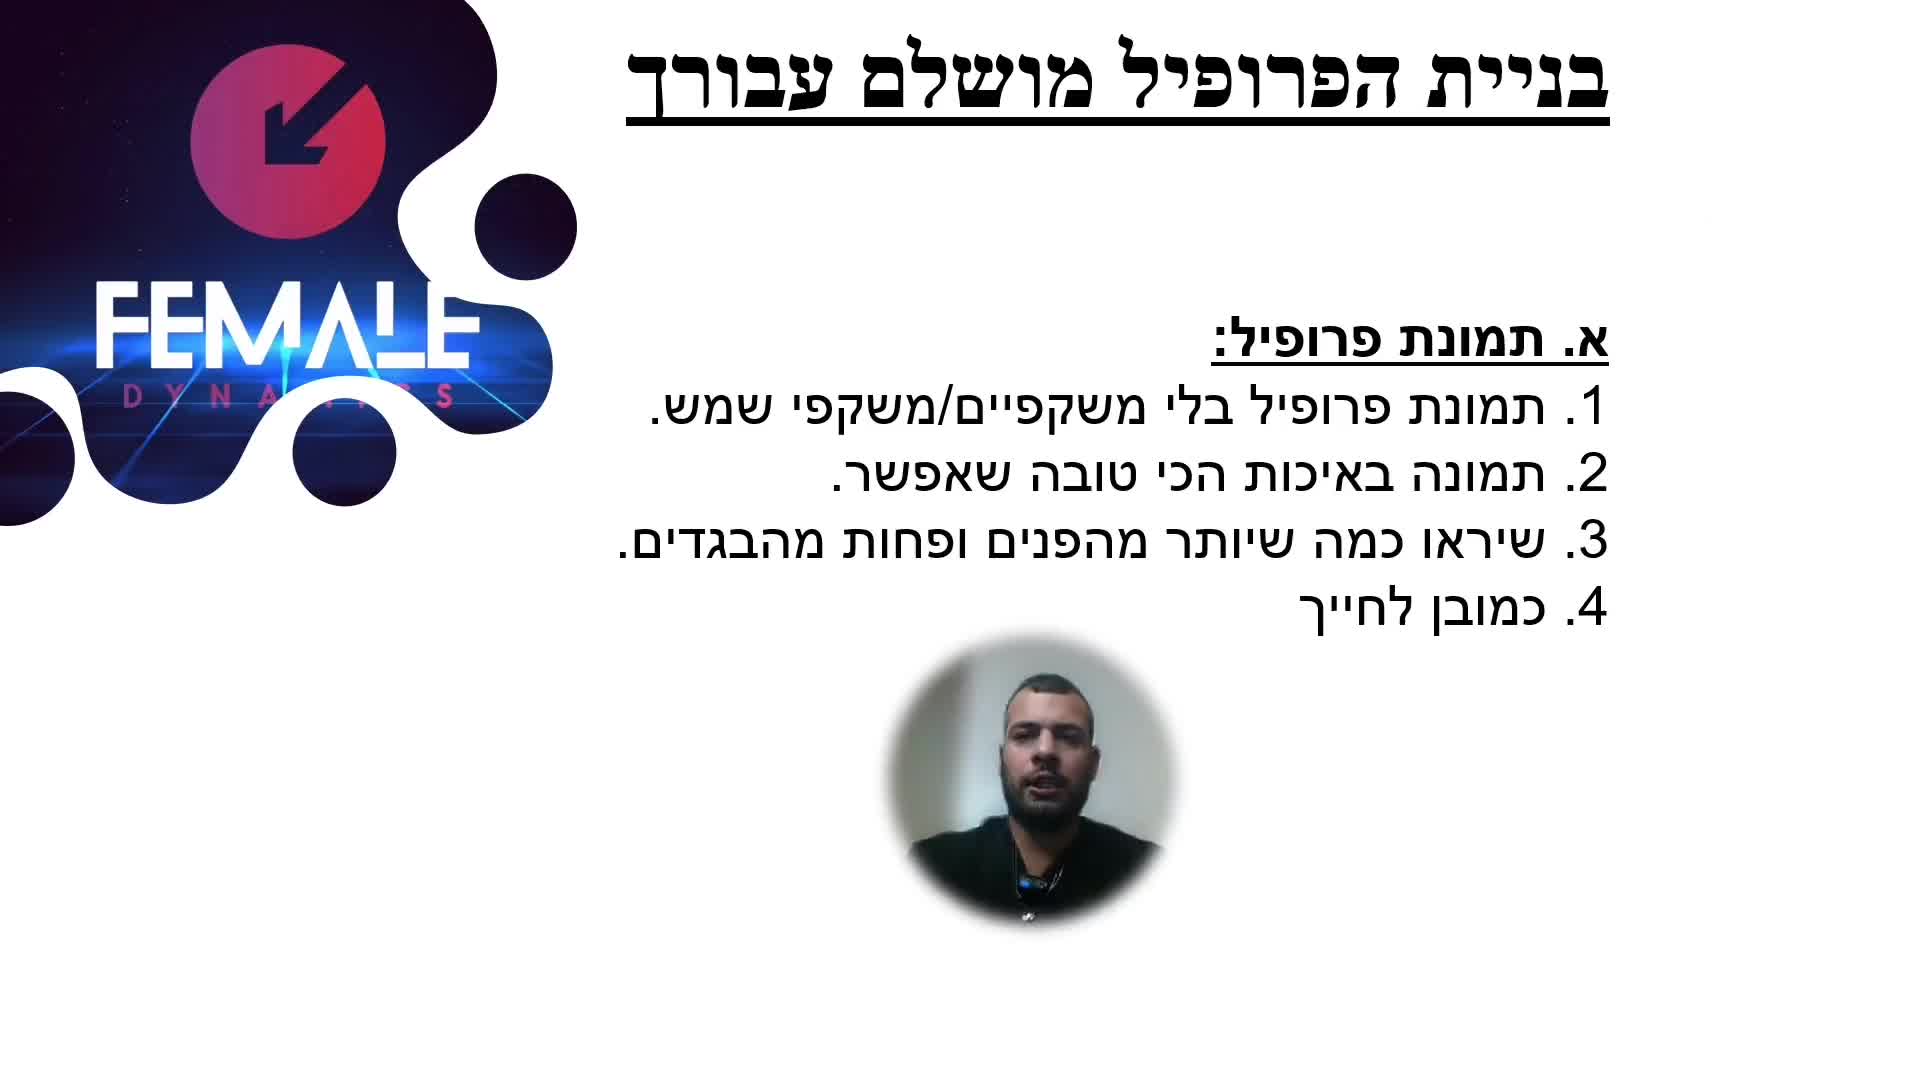 בניית הפרופיל מושלם עבורך
FEMALE
DYNAMICS
א. תמונת פרופיל:
1. תמונת פרופיל בלי משקפיים/משקפי שמש.
2. תמונה באיכות הכי טובה שאפשר.
3. שיראו כמה שיותר מהפנים ופחות מהבגדים.
4. כמובן לחייך